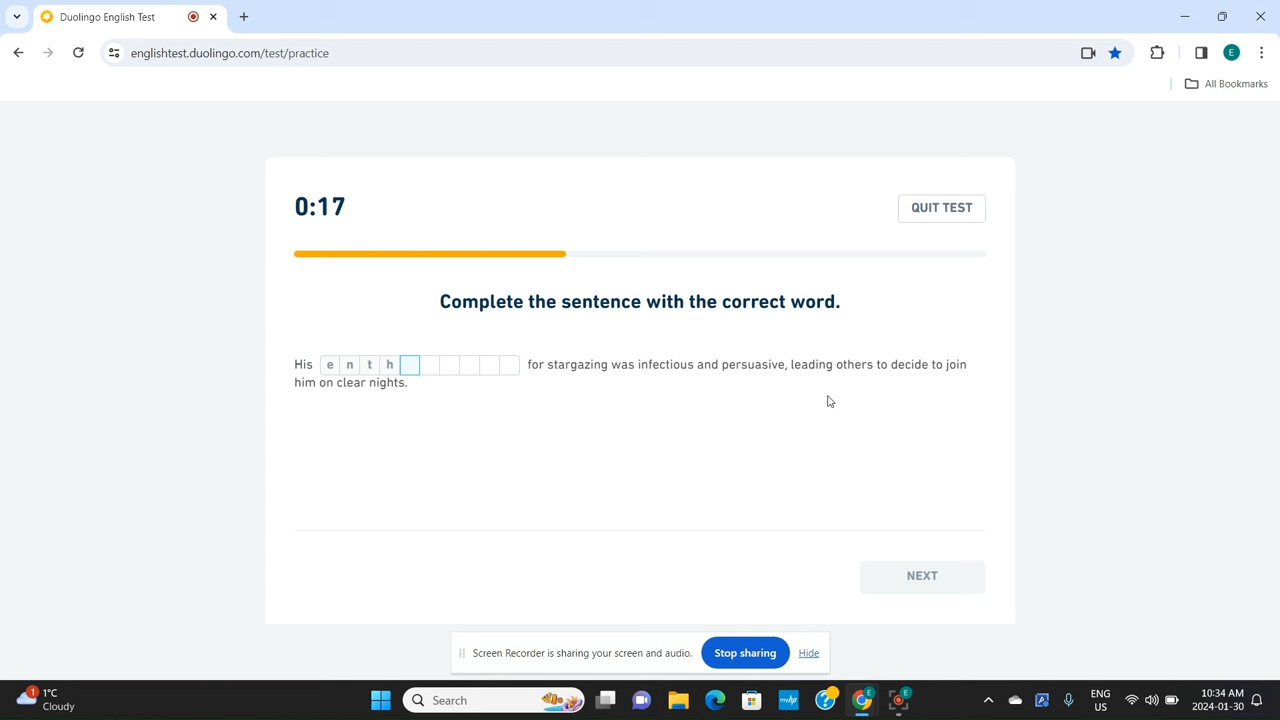 Duolingo English Test
englishtest.duolingo.com/test/practice
E
All Bookmarks
0:17
QUIT TEST
Complete the sentence with the correct word.
His e n t h for stargazing was infectious and persuasive, leading others to decide to join
him on clear nights.
NEXT
Screen Recorder is sharing your screen and audio. Stop sharing Hide
1 1°C
Cloudy
Search
E
E
ENG
US
10:34 AM
2024-01-30